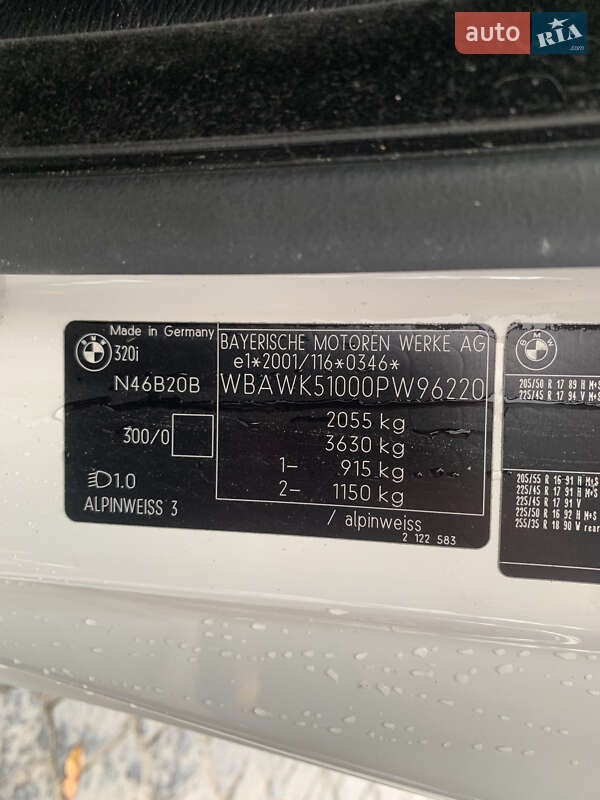 auto RIA.com
Made in Germany
320i
N46B20B
300/0
1.0
ALPINWEISS 3
BAYERISCHE MOTOREN WERKE AG
e1*2001/116*0346*
WBAWK51000PW96220
2055 kg
3630 kg
1- 915 kg
2- 1150 kg
/ alpinweiss
2 122 583
BMW
205/50 R 17 89 H M+S
225/45 R 17 94 V M+S
205/55 R 16 91 H M+S
225/45 R 17 91 H M+S
225/45 R 17 91 V
225/50 R 16 92 H M+S
255/35 R 18 90 W rear